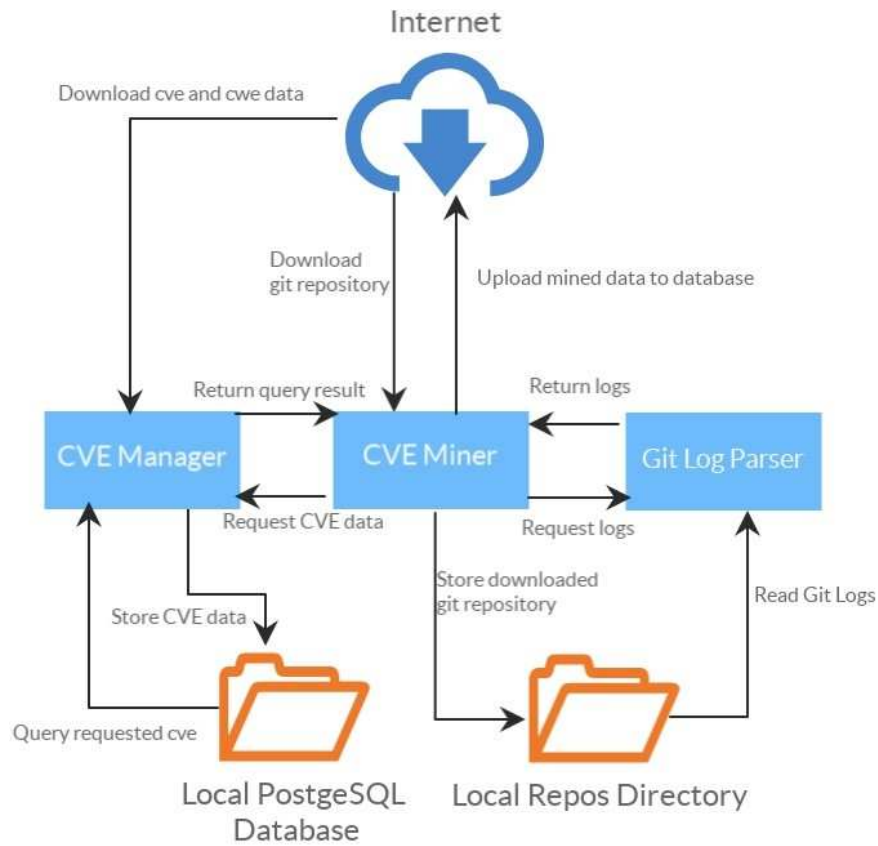 Internet
Download cve and cwe data
Download
git repository
Upload mined data to database
Return query result
Return logs
CVE Manager
CVE Miner
Git Log Parser
Request CVE data
Request logs
Store downloaded
git repository
Read Git Logs
Store CVE data
Query requested cve
Local PostgeSQL
Database
Local Repos Directory